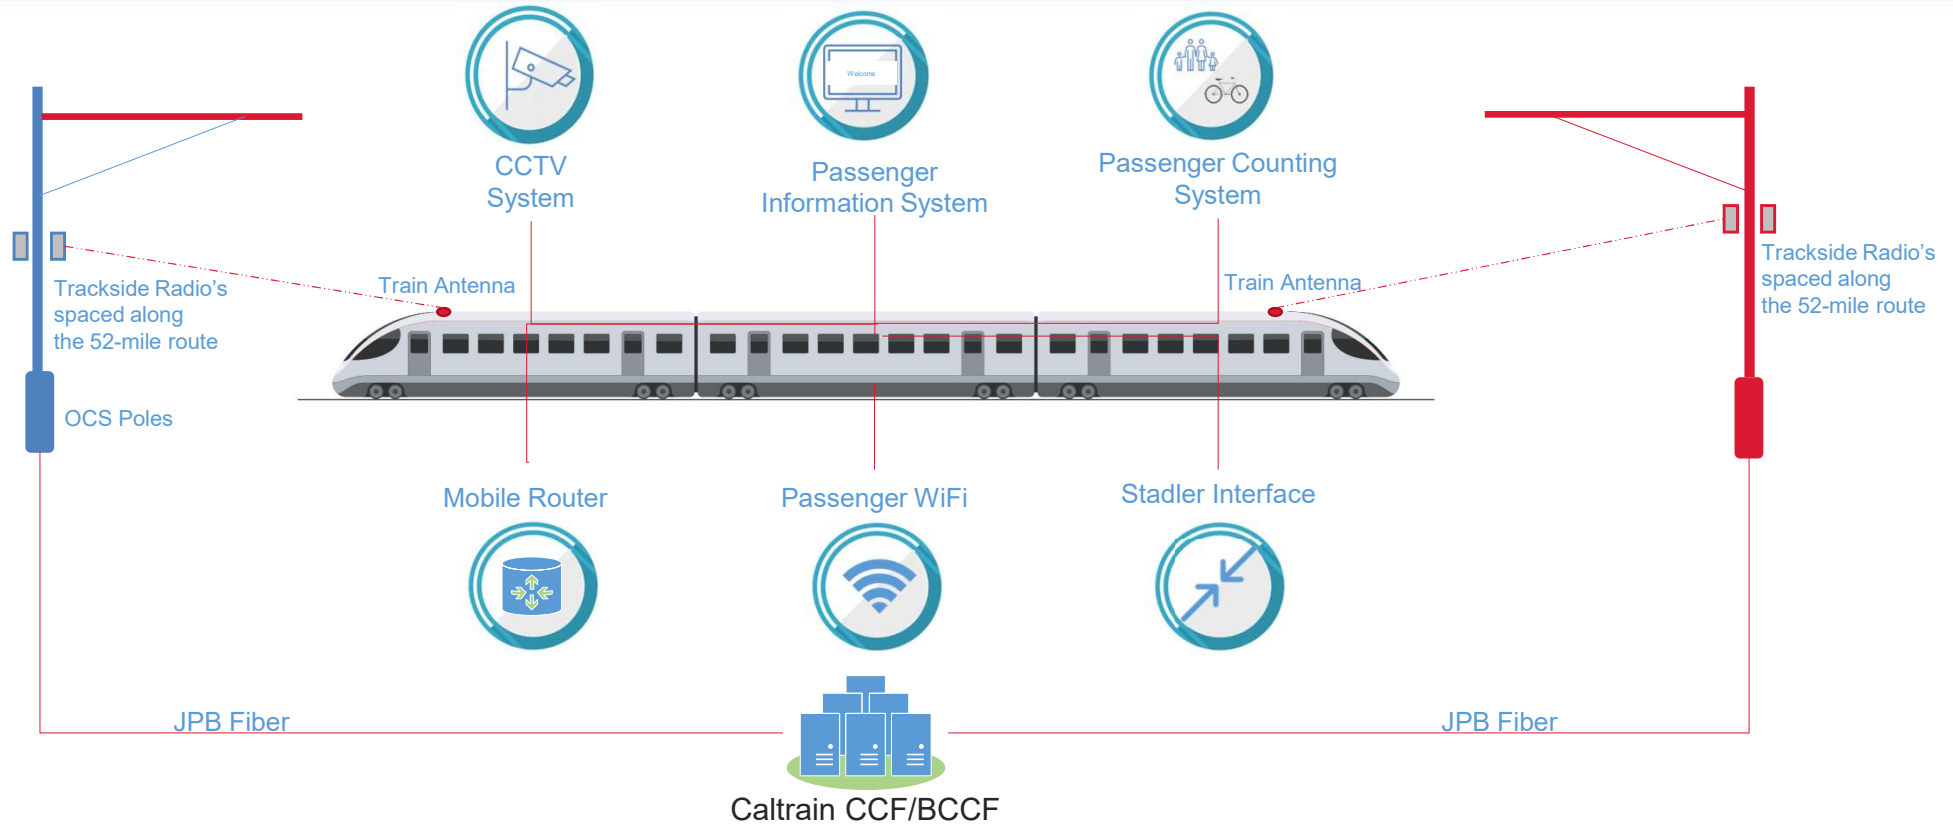 CCTV
System
Welcome
Passenger
Information System
Passenger Counting
System
Trackside Radio's
spaced along
the 52-mile route
Train Antenna
Train Antenna
Trackside Radio's
spaced along
the 52-mile route
OCS Poles
Mobile Router
Passenger WiFi
Stadler Interface
JPB Fiber
JPB Fiber
Caltrain CCF/BCCF